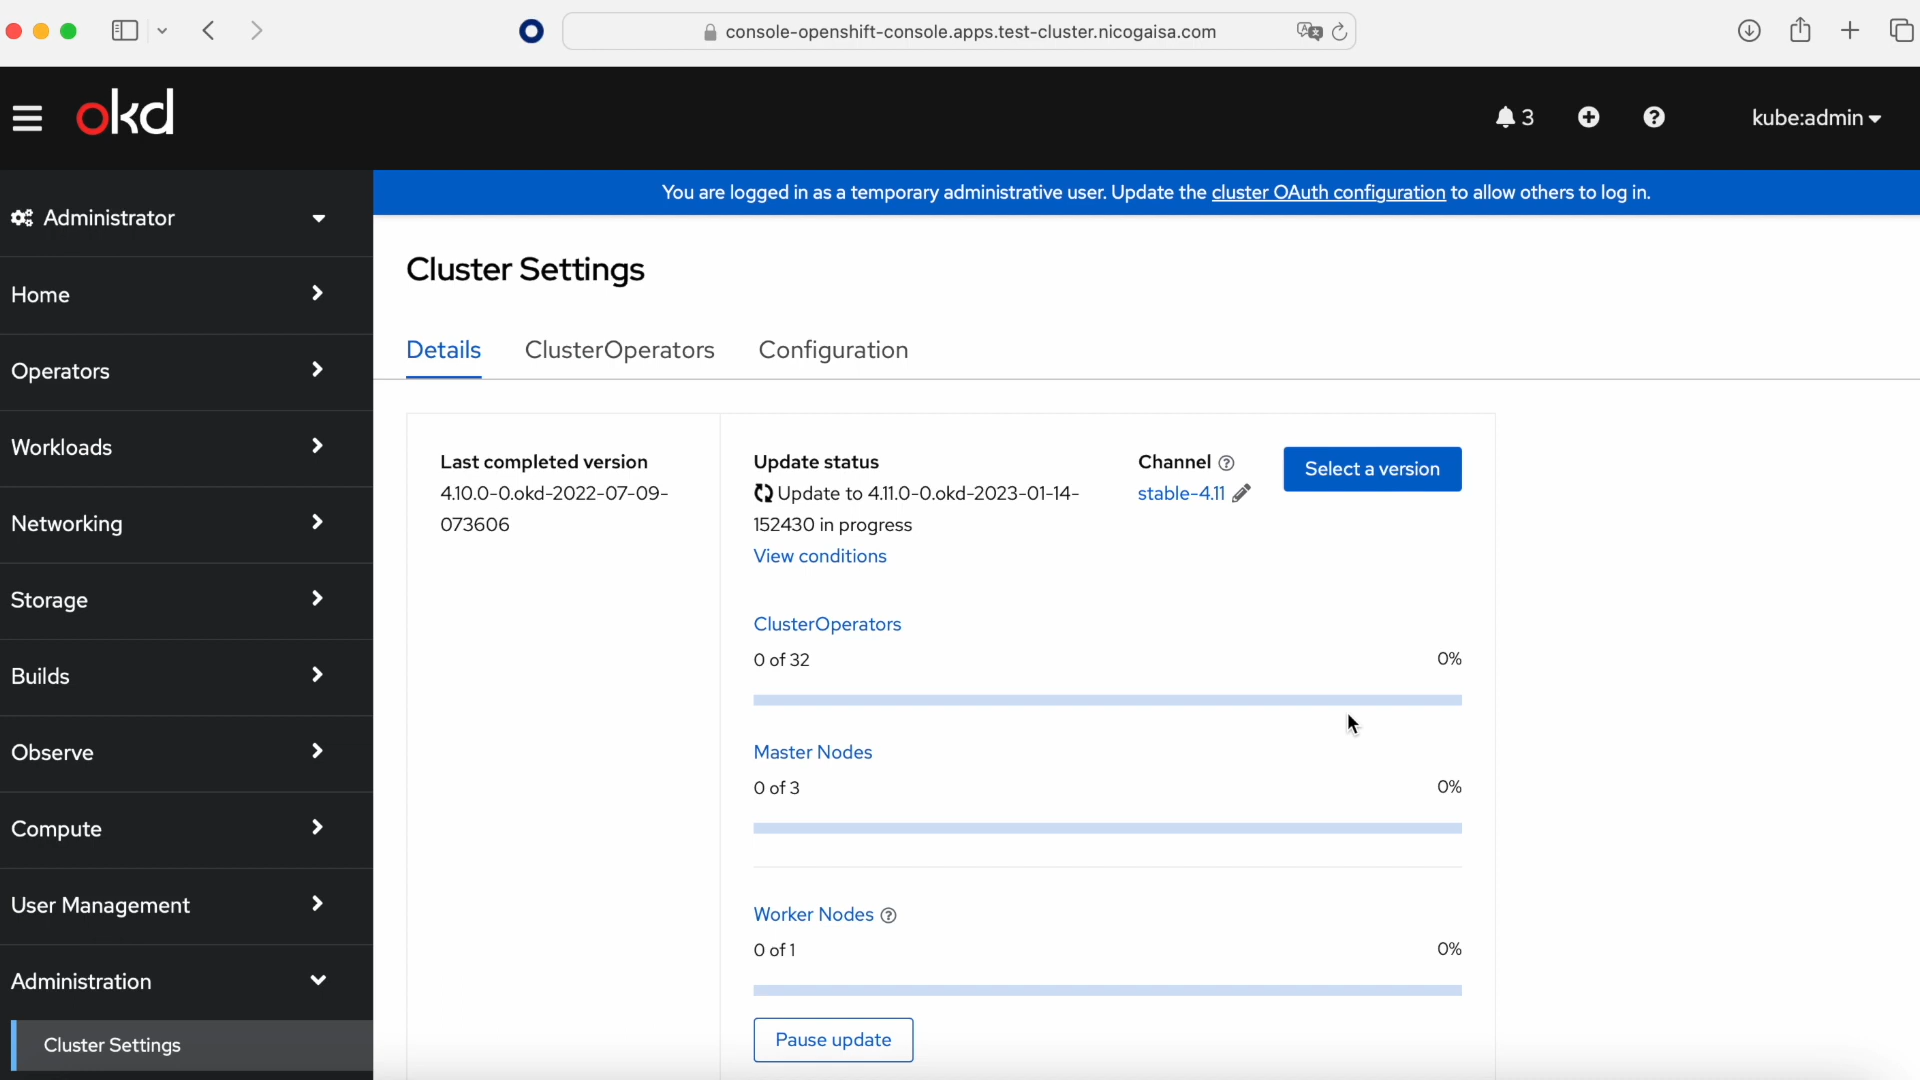 console-openshift-console.apps.test-cluster.nicogaisa.com
okd
3
kube:admin
Administrator
You are logged in as a temporary administrative user. Update the cluster OAuth configuration to allow others to log in.
Home
Operators
Workloads
Networking
Storage
Builds
Observe
Compute
User Management
Administration
Cluster Settings
Cluster Settings
Details ClusterOperators Configuration
Last completed version
4.10.0-0.okd-2022-07-09-
073606
Update status
Update to 4.11.0-0.okd-2023-01-14-
152430 in progress
View conditions
Channel
stable-4.11
Select a version
ClusterOperators
0 of 32 0%
Master Nodes
0 of 3 0%
Worker Nodes
0 of 1 0%
Pause update